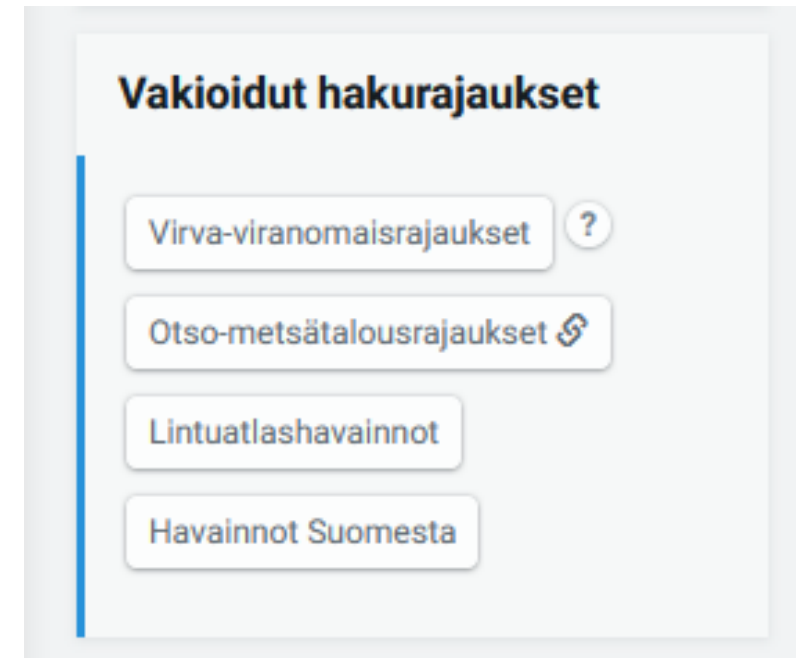 Vakioidut hakurajaukset
Virva-viranomaisrajaukset ?
Otso-metsätalousrajaukset
Lintuatlashavainnot
Havainnot Suomesta